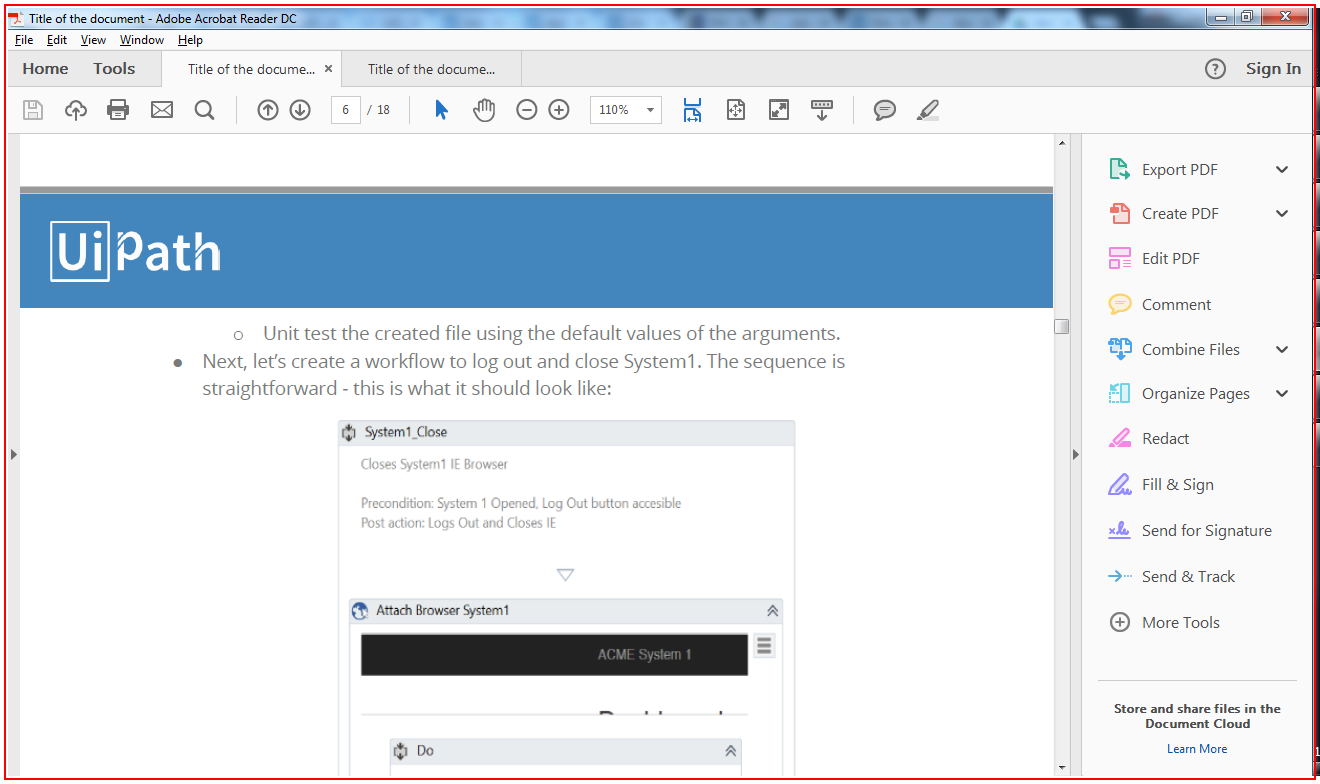 Title of the document - Adobe Acrobat Reader DC
File Edit View Window Help
Home Tools Title of the docume... × Title of the docume... ? Sign In
6 / 18 110%
UiPath
o Unit test the created file using the default values of the arguments.
● Next, let’s create a workflow to log out and close System1. The sequence is
straightforward - this is what it should look like:
System1_Close
Closes System1 IE Browser
Precondition: System 1 Opened, Log Out button accesible
Post action: Logs Out and Closes IE
Attach Browser System1
ACME System 1
Do
Export PDF
Create PDF
Edit PDF
Comment
Combine Files
Organize Pages
Redact
Fill & Sign
Send for Signature
Send & Track
More Tools
Store and share files in the
Document Cloud
Learn More